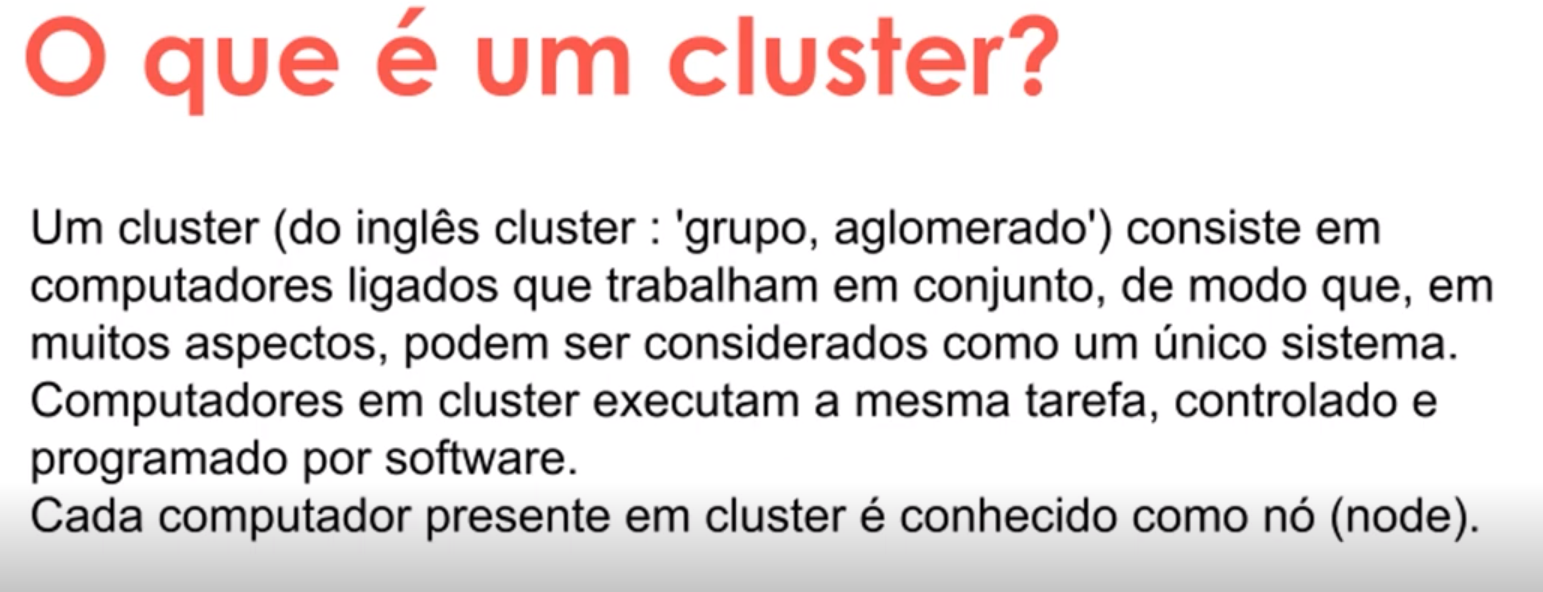 O que é um cluster?
Um cluster (do inglês cluster : 'grupo, aglomerado') consiste em
computadores ligados que trabalham em conjunto, de modo que, em
muitos aspectos, podem ser considerados como um único sistema.
Computadores em cluster executam a mesma tarefa, controlado e
programado por software.
Cada computador presente em cluster é conhecido como nó (node).